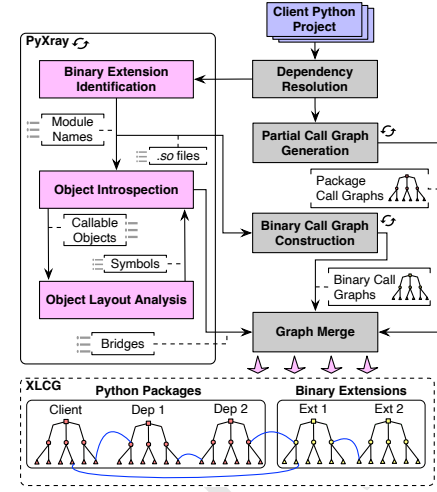 Client Python
Project
PyXray
Binary Extension
Identification
Dependency
Resolution
Module
Names
.so files
Partial Call Graph
Generation
Package
Call Graphs
Object Introspection
Callable
Objects
Binary Call Graph
Construction
Symbols
Binary Call
Graphs
Object Layout Analysis
Bridges
Graph Merge
XLCG
Python Packages
Binary Extensions
Client
Dep 1
Dep 2
Ext 1
Ext 2